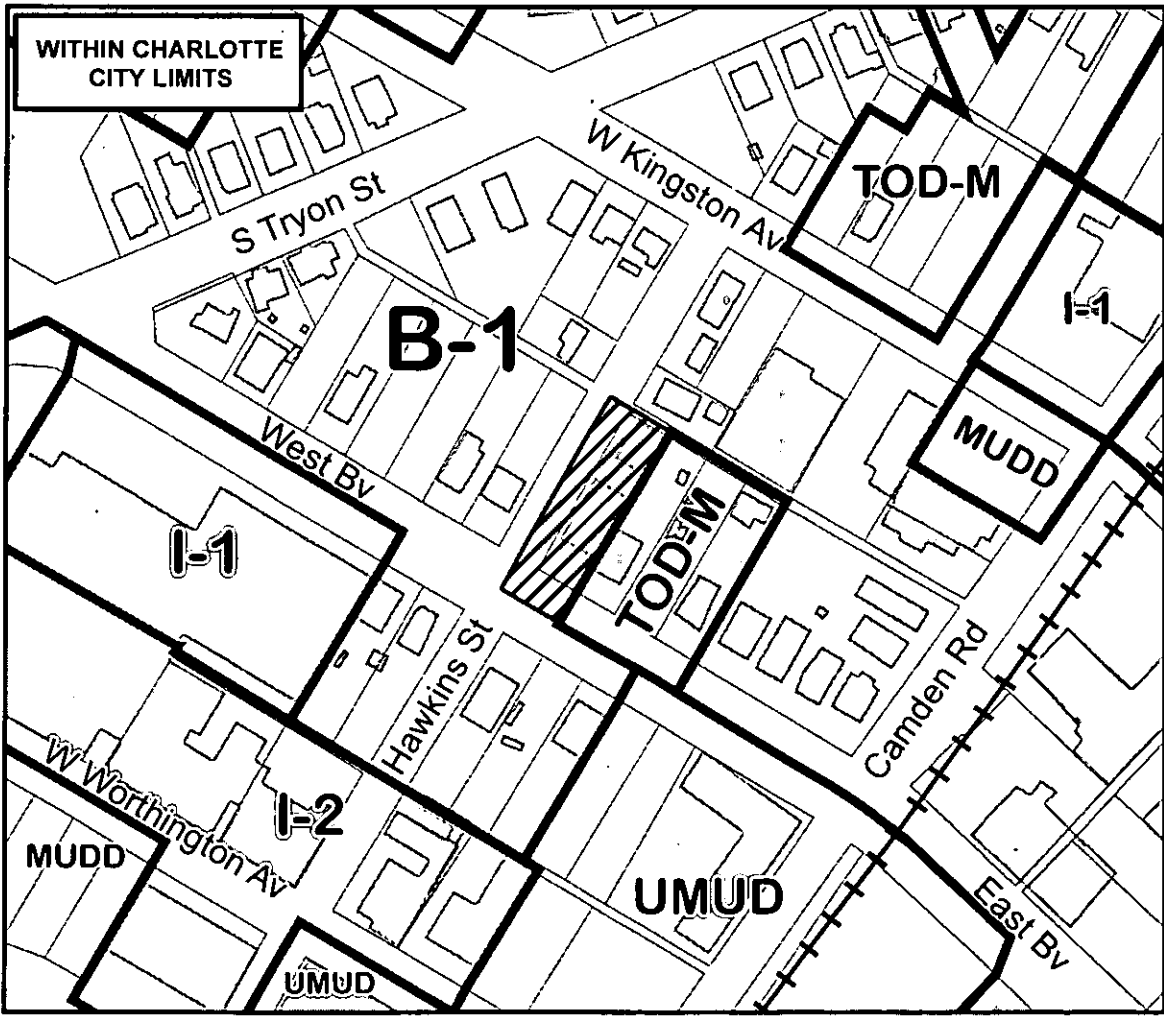 WITHIN CHARLOTTE
CITY LIMITS
W Kingston Av
TOD-M
S Tryon St
I-1
B-1
MUDD
West Bv
I-1
TOD-M
Hawkins St
Camden Rd
W Worthington Av
I-2
MUDD
UMUD
East Bv
UMUD